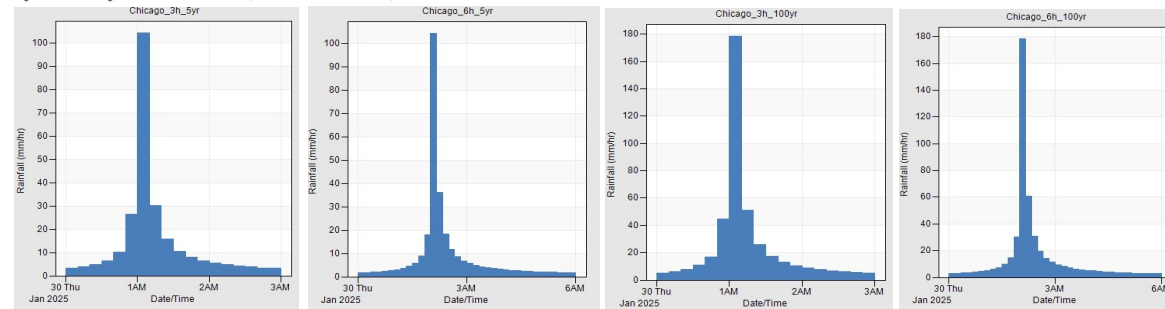 Chicago_3h_5yr
Rainfall (mm/hr)
100
90
80
70
60
50
40
30
20
10
0
30 Thu 1AM 2AM 3AM
Jan 2025 Date/Time
Chicago_6h_5yr
Rainfall (mm/hr)
100
90
80
70
60
50
40
30
20
10
0
30 Thu 3AM 6AM
Jan 2025 Date/Time
Chicago_3h_100yr
Rainfall (mm/hr)
180
160
140
120
100
80
60
40
20
0
30 Thu 1AM 2AM 3AM
Jan 2025 Date/Time
Chicago_6h_100yr
Rainfall (mm/hr)
180
160
140
120
100
80
60
40
20
0
30 Thu 3AM
Jan 2025 Date/Time